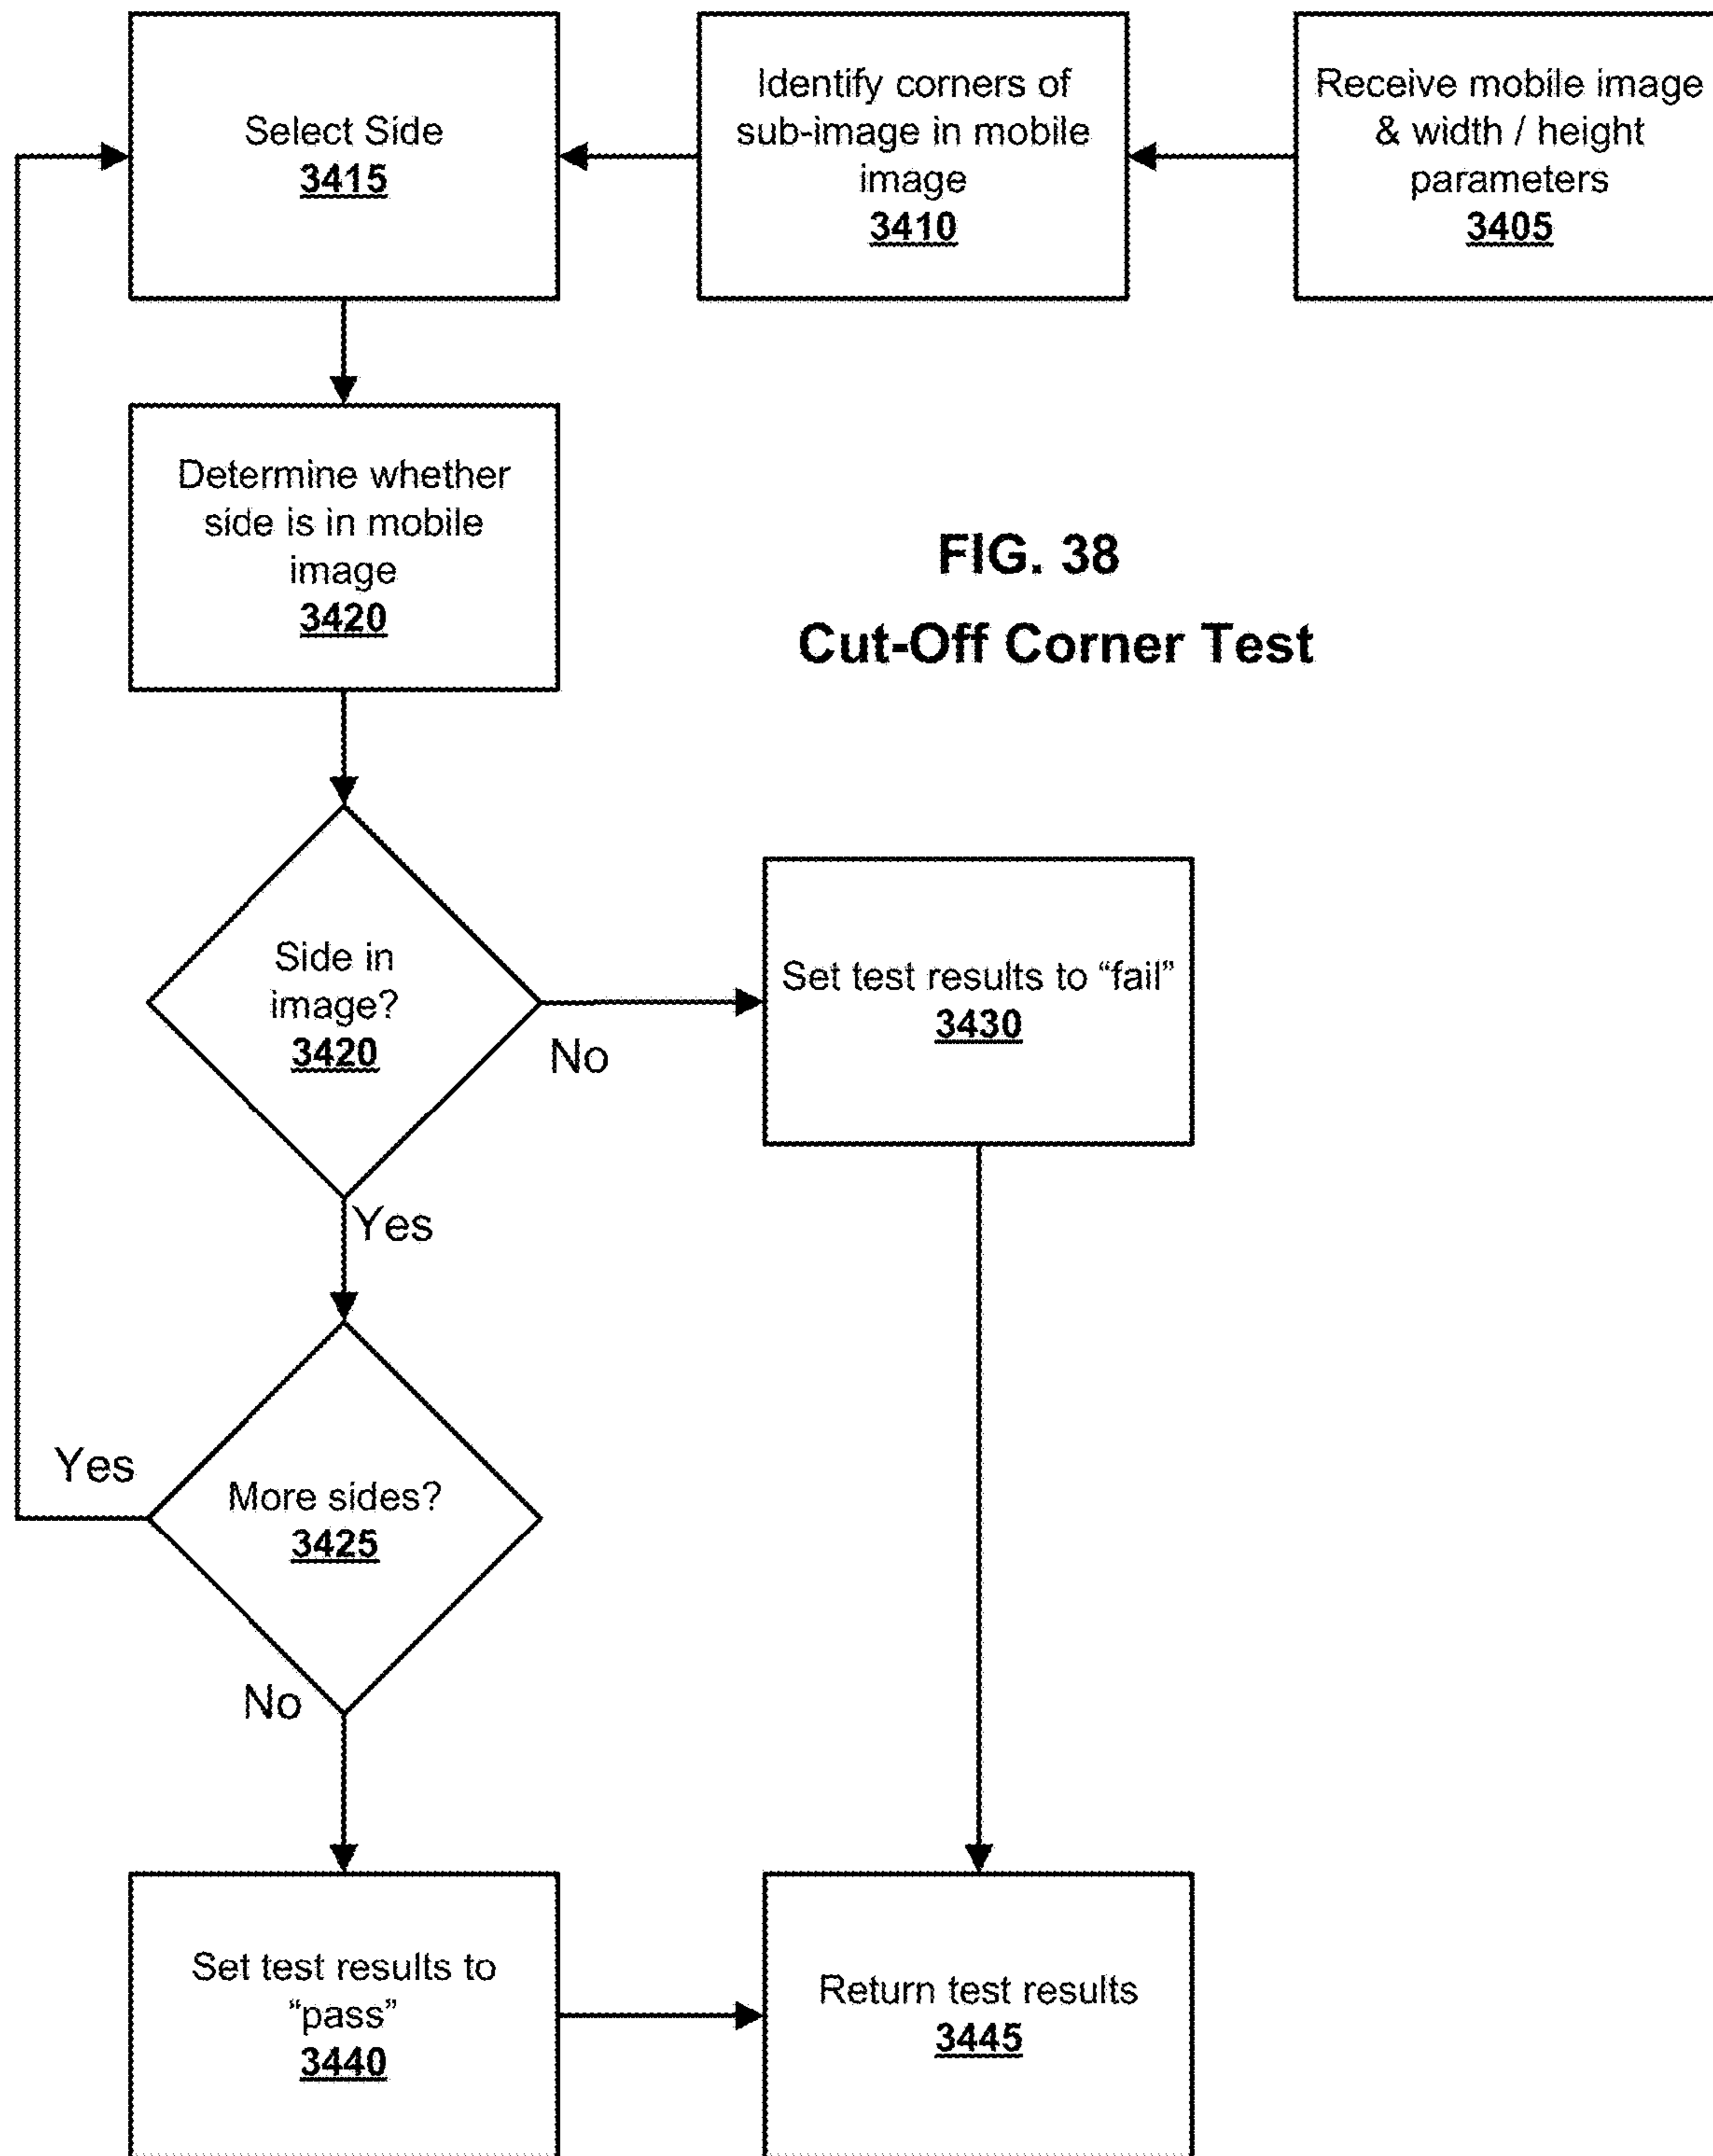 Select Side
3415
Identify corners of
sub-image in mobile
image
3410
Receive mobile image
& width / height
parameters
3405
Determine whether
side is in mobile
image
3420
FIG. 38
Cut-Off Corner Test
Side in
image?
3420
No
Set test results to “fail”
3430
Yes
Yes
More sides?
3425
No
Set test results to
“pass”
3440
Return test results
3445